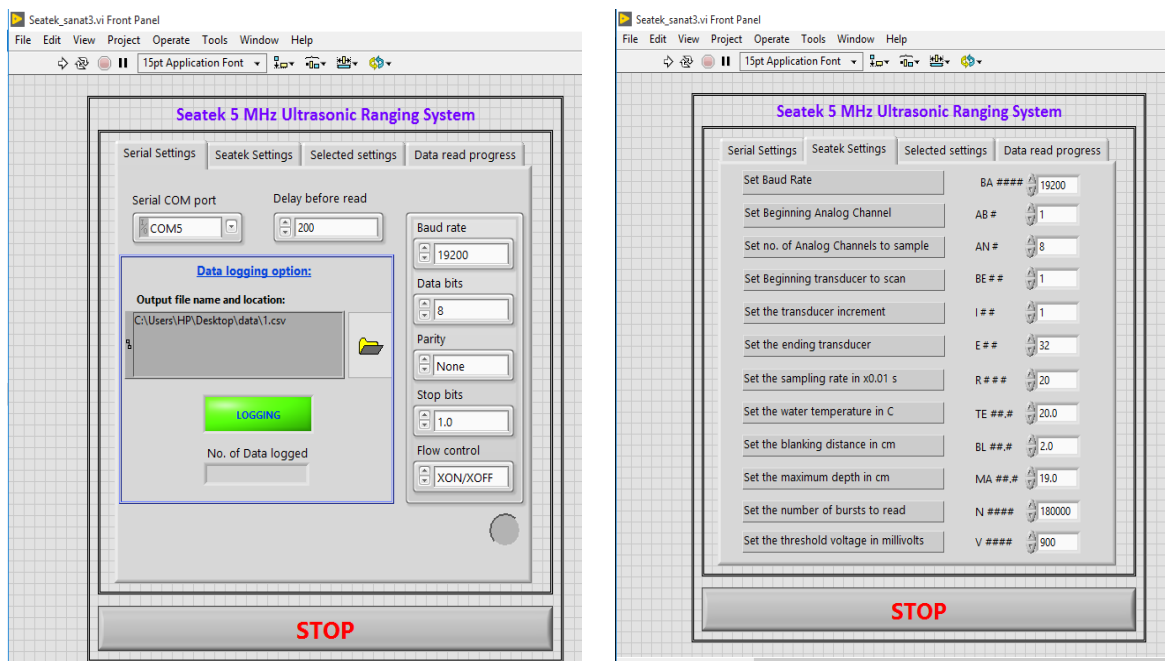 Seatek_sanat3.vi Front Panel
File Edit View Project Operate Tools Window Help
15pt Application Font
Seatek 5 MHz Ultrasonic Ranging System
Serial Settings Seatek Settings Selected settings Data read progress
Serial COM port
COM5
Delay before read
200
Data logging option:
Output file name and location:
C:\Users\HP\Desktop\data\1.csv
LOGGING
No. of Data logged
Baud rate
19200
Data bits
8
Parity
None
Stop bits
1.0
Flow control
XON/XOFF
STOP
Seatek_sanat3.vi Front Panel
File Edit View Project Operate Tools Window Help
15pt Application Font
Seatek 5 MHz Ultrasonic Ranging System
Serial Settings Seatek Settings Selected settings Data read progress
Set Baud Rate BA #### 19200
Set Beginning Analog Channel AB # 1
Set no. of Analog Channels to sample AN # 8
Set Beginning transducer to scan BE # # 1
Set the transducer increment I # # 1
Set the ending transducer E # # 32
Set the sampling rate in x0.01 s R # # # 20
Set the water temperature in C TE ##.# 20.0
Set the blanking distance in cm BL ##.# 2.0
Set the maximum depth in cm MA ##.# 19.0
Set the number of bursts to read N #### 180000
Set the threshold voltage in millivolts V #### 900
STOP